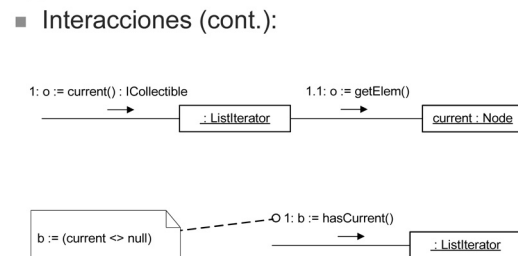 Interacciones (cont.):
1: o := current() : ICollectible
1.1: o := getElem()
: ListIterator
current : Node
1: b := hasCurrent()
b := (current <> null)
: ListIterator